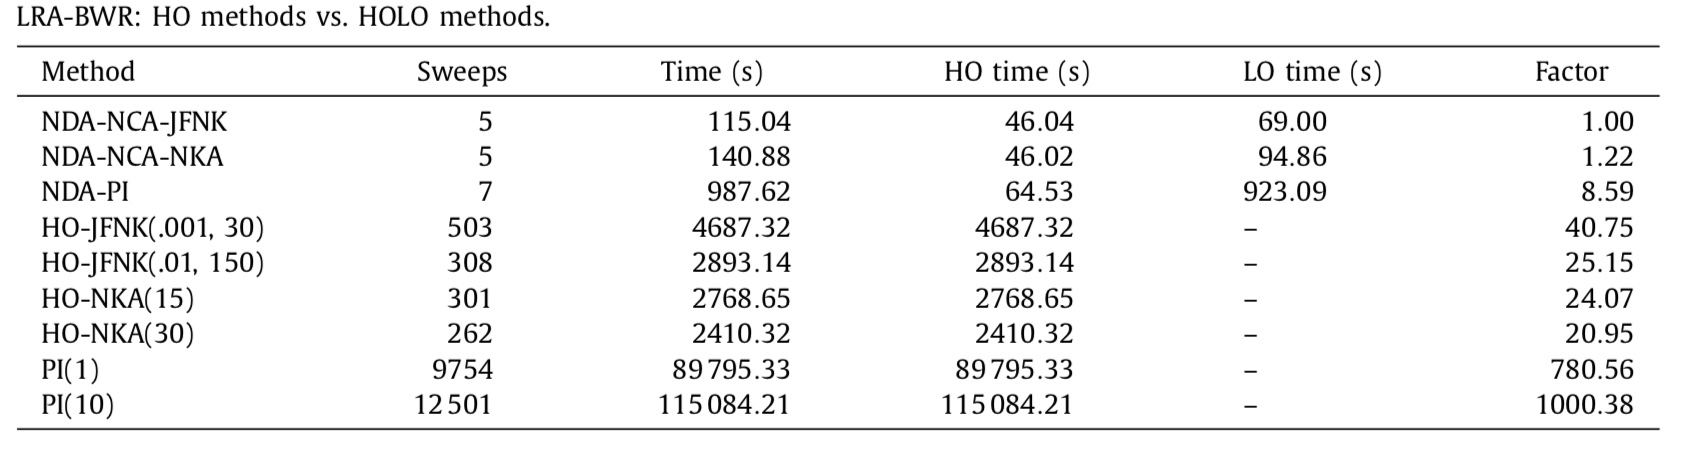 LRA-BWR: HO methods vs. HOLO methods.
Method Sweeps Time (s) HO time (s) LO time (s) Factor
NDA-NCA-JFNK 5 115.04 46.04 69.00 1.00
NDA-NCA-NKA 5 140.88 46.02 94.86 1.22
NDA-PI 7 987.62 64.53 923.09 8.59
HO-JFNK(.001, 30) 503 4687.32 4687.32 – 40.75
HO-JFNK(.01, 150) 308 2893.14 2893.14 – 25.15
HO-NKA(15) 301 2768.65 2768.65 – 24.07
HO-NKA(30) 262 2410.32 2410.32 – 20.95
PI(1) 9754 89 795.33 89 795.33 – 780.56
PI(10) 12 501 115 084.21 115 084.21 – 1000.38